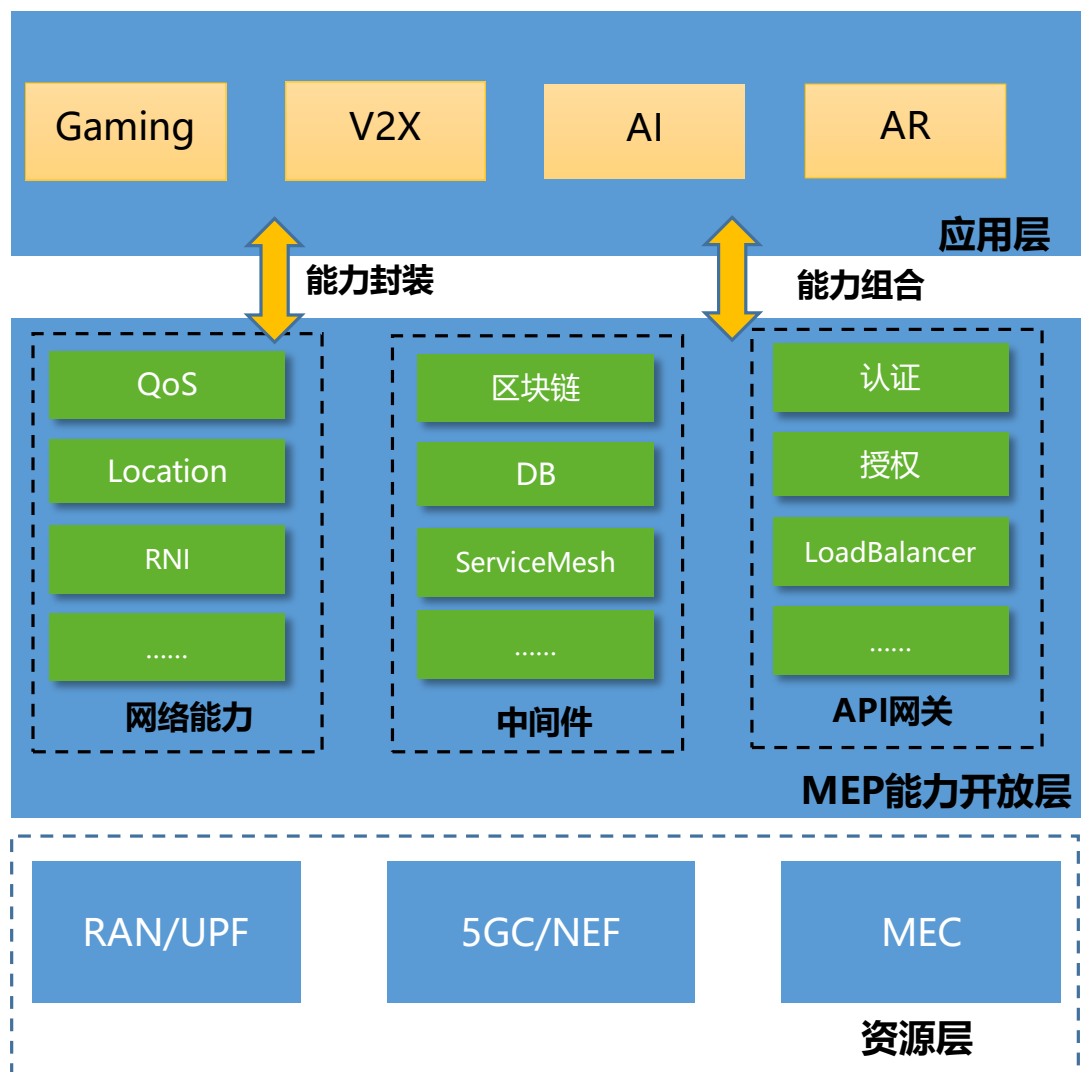 Gaming
V2X
AI
AR
应用层
能力封装
能力组合
QoS
Location
RNI
......
网络能力
区块链
DB
ServiceMesh
......
中间件
认证
授权
LoadBalancer
......
API网关
MEP能力开放层
RAN/UPF
5GC/NEF
MEC
资源层